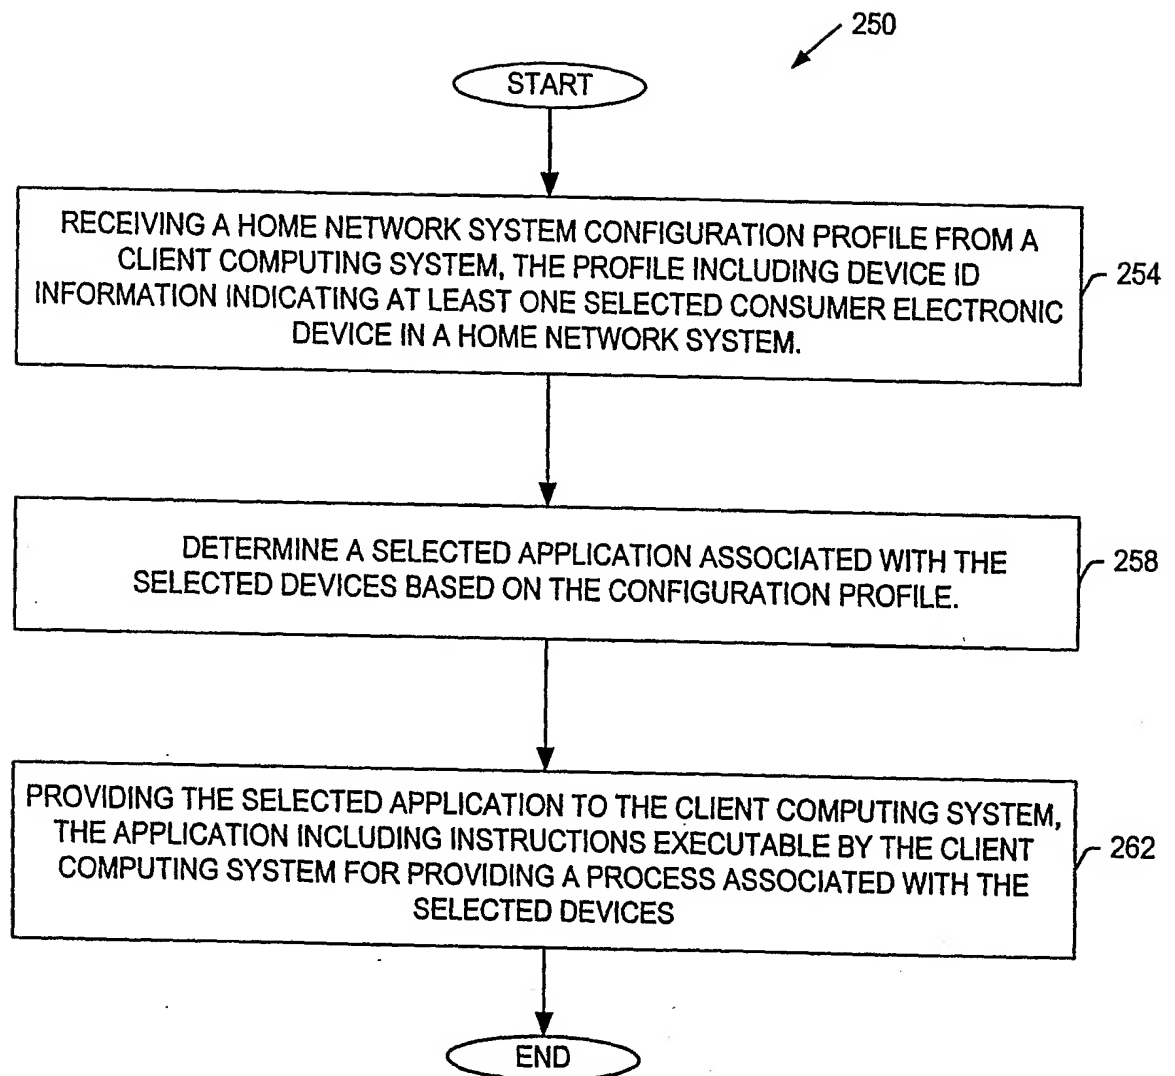 250
START
RECEIVING A HOME NETWORK SYSTEM CONFIGURATION PROFILE FROM A
CLIENT COMPUTING SYSTEM, THE PROFILE INCLUDING DEVICE ID
INFORMATION INDICATING AT LEAST ONE SELECTED CONSUMER ELECTRONIC
DEVICE IN A HOME NETWORK SYSTEM.
254
DETERMINE A SELECTED APPLICATION ASSOCIATED WITH THE
SELECTED DEVICES BASED ON THE CONFIGURATION PROFILE.
258
PROVIDING THE SELECTED APPLICATION TO THE CLIENT COMPUTING SYSTEM,
THE APPLICATION INCLUDING INSTRUCTIONS EXECUTABLE BY THE CLIENT
COMPUTING SYSTEM FOR PROVIDING A PROCESS ASSOCIATED WITH THE
SELECTED DEVICES
262
END